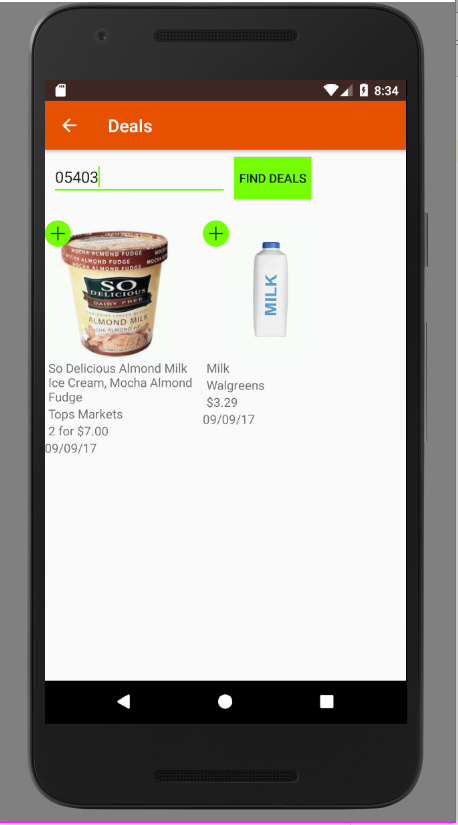 8:34
Deals
05403
FIND DEALS
MOCHA ALMOND FUDGE
SO
DELICIOUS
DAIRY FREE
ALMOND MILK
MILK
So Delicious Almond Milk
Ice Cream, Mocha Almond
Fudge
Tops Markets
2 for $7.00
09/09/17
Milk
Walgreens
$3.29
09/09/17